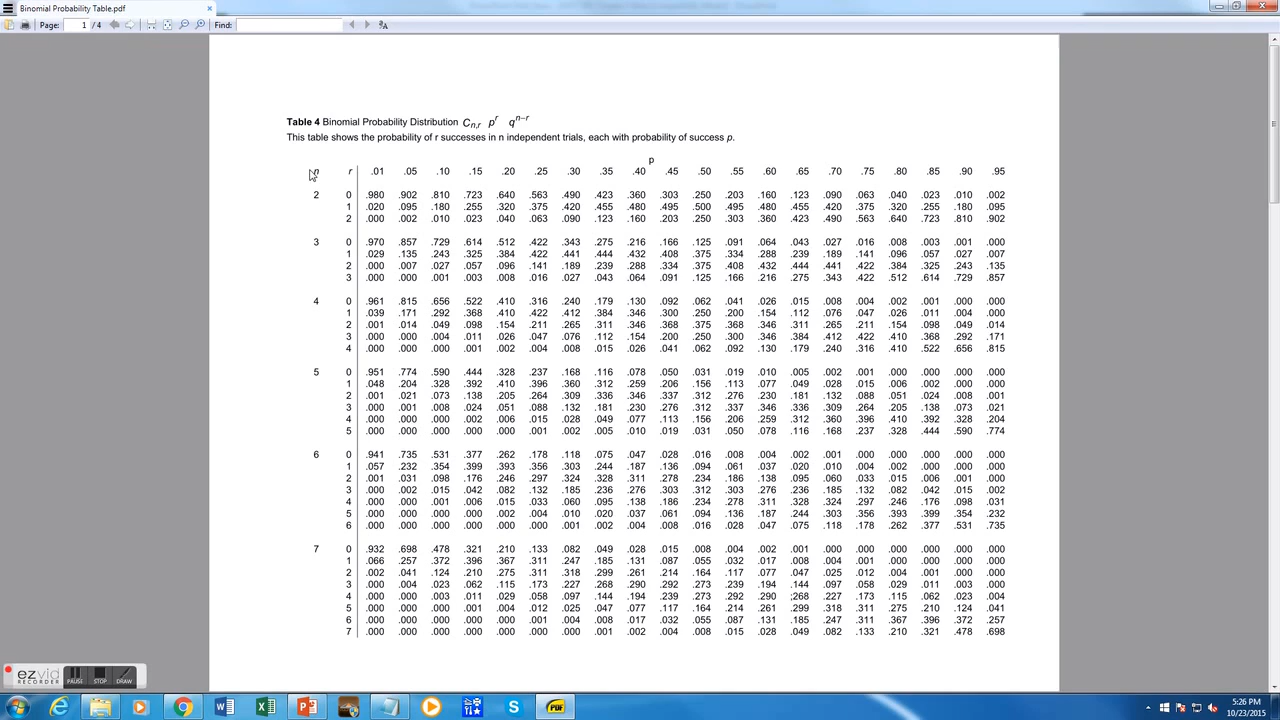 Binomial Probability Table.pdf
Page: 1 / 4 Find:
Table 4 Binomial Probability Distribution Cn,r p^r q^n−r
This table shows the probability of r successes in n independent trials, each with probability of success p.
p
n r .01 .05 .10 .15 .20 .25 .30 .35 .40 .45 .50 .55 .60 .65 .70 .75 .80 .85 .90 .95
2 0 .980 .902 .810 .723 .640 .563 .490 .423 .360 .303 .250 .203 .160 .123 .090 .063 .040 .023 .010 .002
1 .020 .095 .180 .255 .320 .375 .420 .455 .480 .495 .500 .495 .480 .455 .420 .375 .320 .255 .180 .095
2 .000 .002 .010 .023 .040 .063 .090 .123 .160 .203 .250 .303 .360 .423 .490 .563 .640 .723 .810 .902
3 0 .970 .857 .729 .614 .512 .422 .343 .275 .216 .166 .125 .091 .064 .043 .027 .016 .008 .003 .001 .000
1 .029 .135 .243 .325 .384 .422 .441 .444 .432 .408 .375 .334 .288 .239 .189 .141 .096 .057 .027 .007
2 .000 .007 .027 .057 .096 .141 .189 .239 .288 .334 .375 .408 .432 .444 .441 .422 .384 .325 .243 .135
3 .000 .000 .001 .003 .008 .016 .027 .043 .064 .091 .125 .166 .216 .275 .343 .422 .512 .614 .729 .857
4 0 .961 .815 .656 .522 .410 .316 .240 .179 .130 .092 .062 .041 .026 .015 .008 .004 .002 .001 .000 .000
1 .039 .171 .292 .368 .410 .422 .412 .384 .346 .300 .250 .200 .154 .112 .076 .047 .026 .011 .004 .000
2 .001 .014 .049 .098 .154 .211 .265 .311 .346 .368 .375 .368 .346 .311 .265 .211 .154 .098 .049 .014
3 .000 .000 .004 .011 .026 .047 .076 .112 .154 .200 .250 .300 .346 .384 .412 .422 .410 .368 .292 .171
4 .000 .000 .000 .001 .002 .004 .008 .015 .026 .041 .062 .092 .130 .179 .240 .316 .410 .522 .656 .815
5 0 .951 .774 .590 .444 .328 .237 .168 .116 .078 .050 .031 .019 .010 .005 .002 .001 .000 .000 .000 .000
1 .048 .204 .328 .392 .410 .396 .360 .312 .259 .206 .156 .113 .077 .049 .028 .015 .006 .002 .000 .000
2 .001 .021 .073 .138 .205 .264 .309 .336 .346 .337 .312 .276 .230 .181 .132 .088 .051 .024 .008 .001
3 .000 .001 .008 .024 .051 .088 .132 .181 .230 .276 .312 .337 .346 .336 .309 .264 .205 .138 .073 .021
4 .000 .000 .000 .002 .006 .015 .028 .049 .077 .113 .156 .206 .259 .312 .360 .396 .410 .392 .328 .204
5 .000 .000 .000 .000 .000 .001 .002 .005 .010 .019 .031 .050 .078 .116 .168 .237 .328 .444 .590 .774
6 0 .941 .735 .531 .377 .262 .178 .118 .075 .047 .028 .016 .008 .004 .002 .001 .000 .000 .000 .000 .000
1 .057 .232 .354 .399 .393 .356 .303 .244 .187 .136 .094 .061 .037 .020 .010 .004 .002 .000 .000 .000
2 .001 .031 .098 .176 .246 .297 .324 .328 .311 .278 .234 .186 .138 .095 .060 .033 .015 .006 .001 .000
3 .000 .002 .015 .042 .082 .132 .185 .236 .276 .303 .312 .303 .276 .236 .185 .132 .082 .042 .015 .002
4 .000 .000 .001 .006 .015 .033 .060 .095 .138 .186 .234 .278 .311 .328 .324 .297 .246 .176 .098 .031
5 .000 .000 .000 .000 .002 .004 .010 .020 .037 .061 .094 .136 .187 .244 .303 .356 .393 .399 .354 .232
6 .000 .000 .000 .000 .000 .000 .001 .002 .004 .008 .016 .028 .047 .075 .118 .178 .262 .377 .531 .735
7 0 .932 .698 .478 .321 .210 .133 .082 .049 .028 .015 .008 .004 .002 .001 .000 .000 .000 .000 .000 .000
1 .066 .257 .372 .396 .367 .311 .247 .185 .131 .087 .055 .032 .017 .008 .004 .001 .000 .000 .000 .000
2 .002 .041 .124 .210 .275 .311 .318 .299 .261 .214 .164 .117 .077 .047 .025 .012 .004 .001 .000 .000
3 .000 .004 .023 .062 .115 .173 .227 .268 .290 .292 .273 .239 .194 .144 .097 .058 .029 .011 .003 .000
4 .000 .000 .003 .011 .029 .058 .097 .144 .194 .239 .273 .292 .290 ;268 .227 .173 .115 .062 .023 .004
5 .000 .000 .000 .001 .004 .012 .025 .047 .077 .117 .164 .214 .261 .299 .318 .311 .275 .210 .124 .041
6 .000 .000 .000 .000 .000 .001 .004 .008 .017 .032 .055 .087 .131 .185 .247 .311 .367 .396 .372 .257
7 .000 .000 .000 .000 .000 .000 .000 .001 .002 .004 .008 .015 .028 .049 .082 .133 .210 .321 .478 .698
ezvid
RECORDER
PAUSE STOP DRAW
5:26 PM
10/23/2015